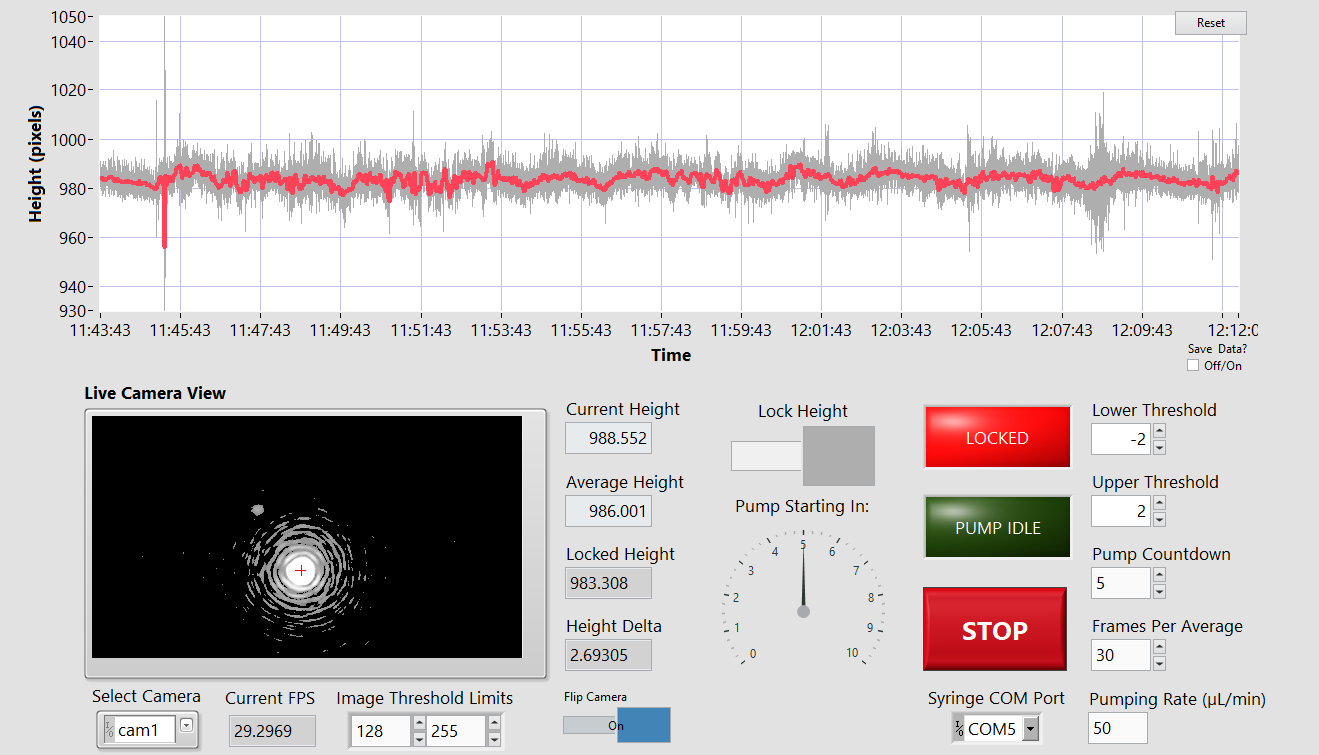 1050
Reset
1040
1020
1000
980
960
940
930
Height (pixels)
11:43:43 11:45:43 11:47:43 11:49:43 11:51:43 11:53:43 11:55:43 11:57:43 11:59:43 12:01:43 12:03:43 12:05:43 12:07:43 12:09:43 12:12:0
Time
Save Data?
Off/On
Live Camera View
Current Height
988.552
Average Height
986.001
Locked Height
983.308
Height Delta
2.69305
Lock Height
Pump Starting In:
0 1 2 3 4 5 6 7 8 9 10
LOCKED
PUMP IDLE
STOP
Lower Threshold
-2
Upper Threshold
2
Pump Countdown
5
Frames Per Average
30
Select Camera
cam1
Current FPS
29.2969
Image Threshold Limits
128 255
Flip Camera
On
Syringe COM Port
COM5
Pumping Rate (µL/min)
50